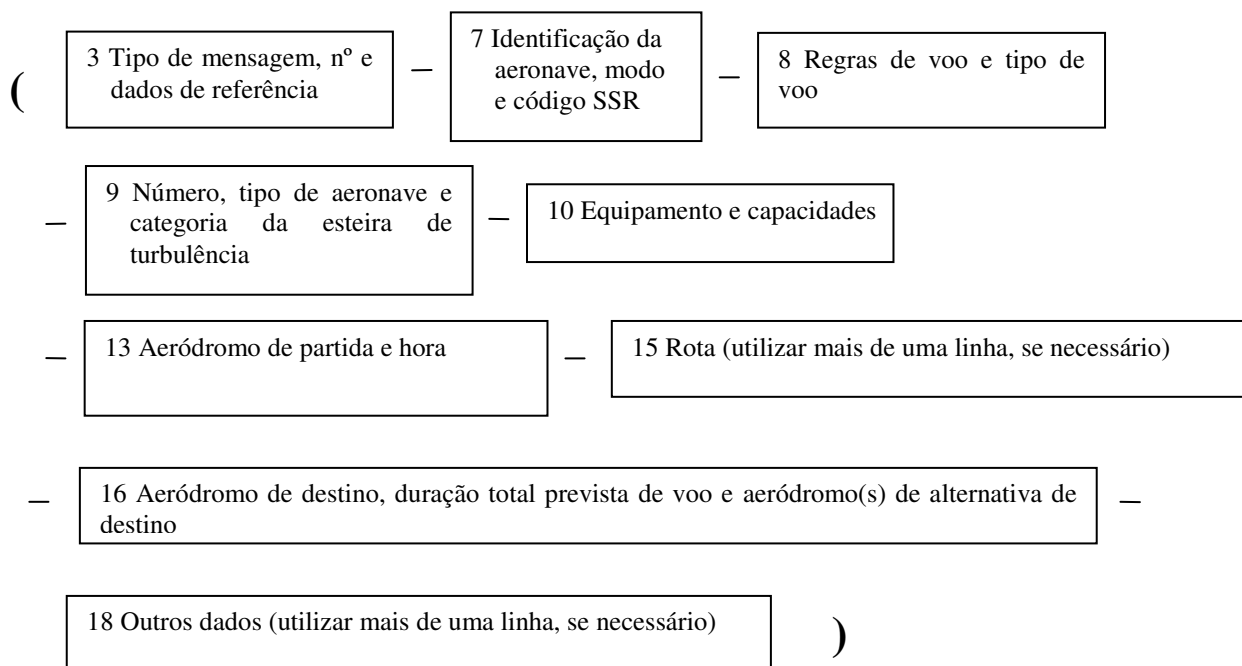 ( 3 Tipo de mensagem, nº e
dados de referência
– 7 Identificação da
aeronave, modo
e código SSR
– 8 Regras de voo e tipo de
voo
– 9 Número, tipo de aeronave e
categoria da esteira de
turbulência
– 10 Equipamento e capacidades
– 13 Aeródromo de partida e hora
– 15 Rota (utilizar mais de uma linha, se necessário)
– 16 Aeródromo de destino, duração total prevista de voo e aeródromo(s) de alternativa de
destino –
18 Outros dados (utilizar mais de uma linha, se necessário) )